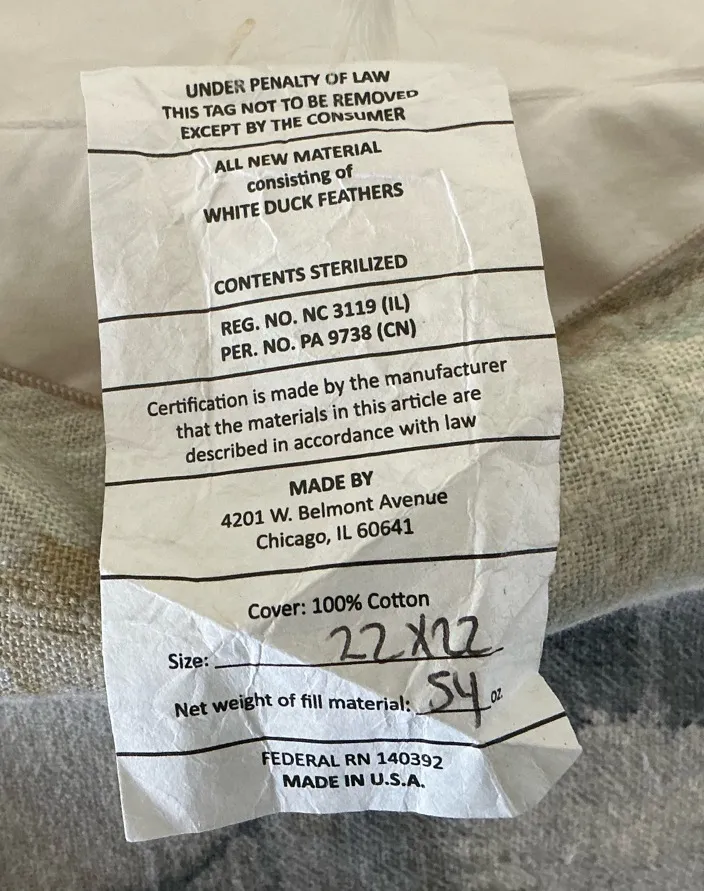 UNDER PENALTY OF LAW
THIS TAG NOT TO BE REMOVED
EXCEPT BY THE CONSUMER
ALL NEW MATERIAL
consisting of
WHITE DUCK FEATHERS
CONTENTS STERILIZED
REG. NO. NC 3119 (IL)
PER. NO. PA 9738 (CN)
Certification is made by the manufacturer
that the materials in this article are
described in accordance with law
MADE BY
4201 W. Belmont Avenue
Chicago, IL 60641
Cover: 100% Cotton
Size: 22X22
Net weight of fill material: 54 oz
FEDERAL RN 140392
MADE IN U.S.A.